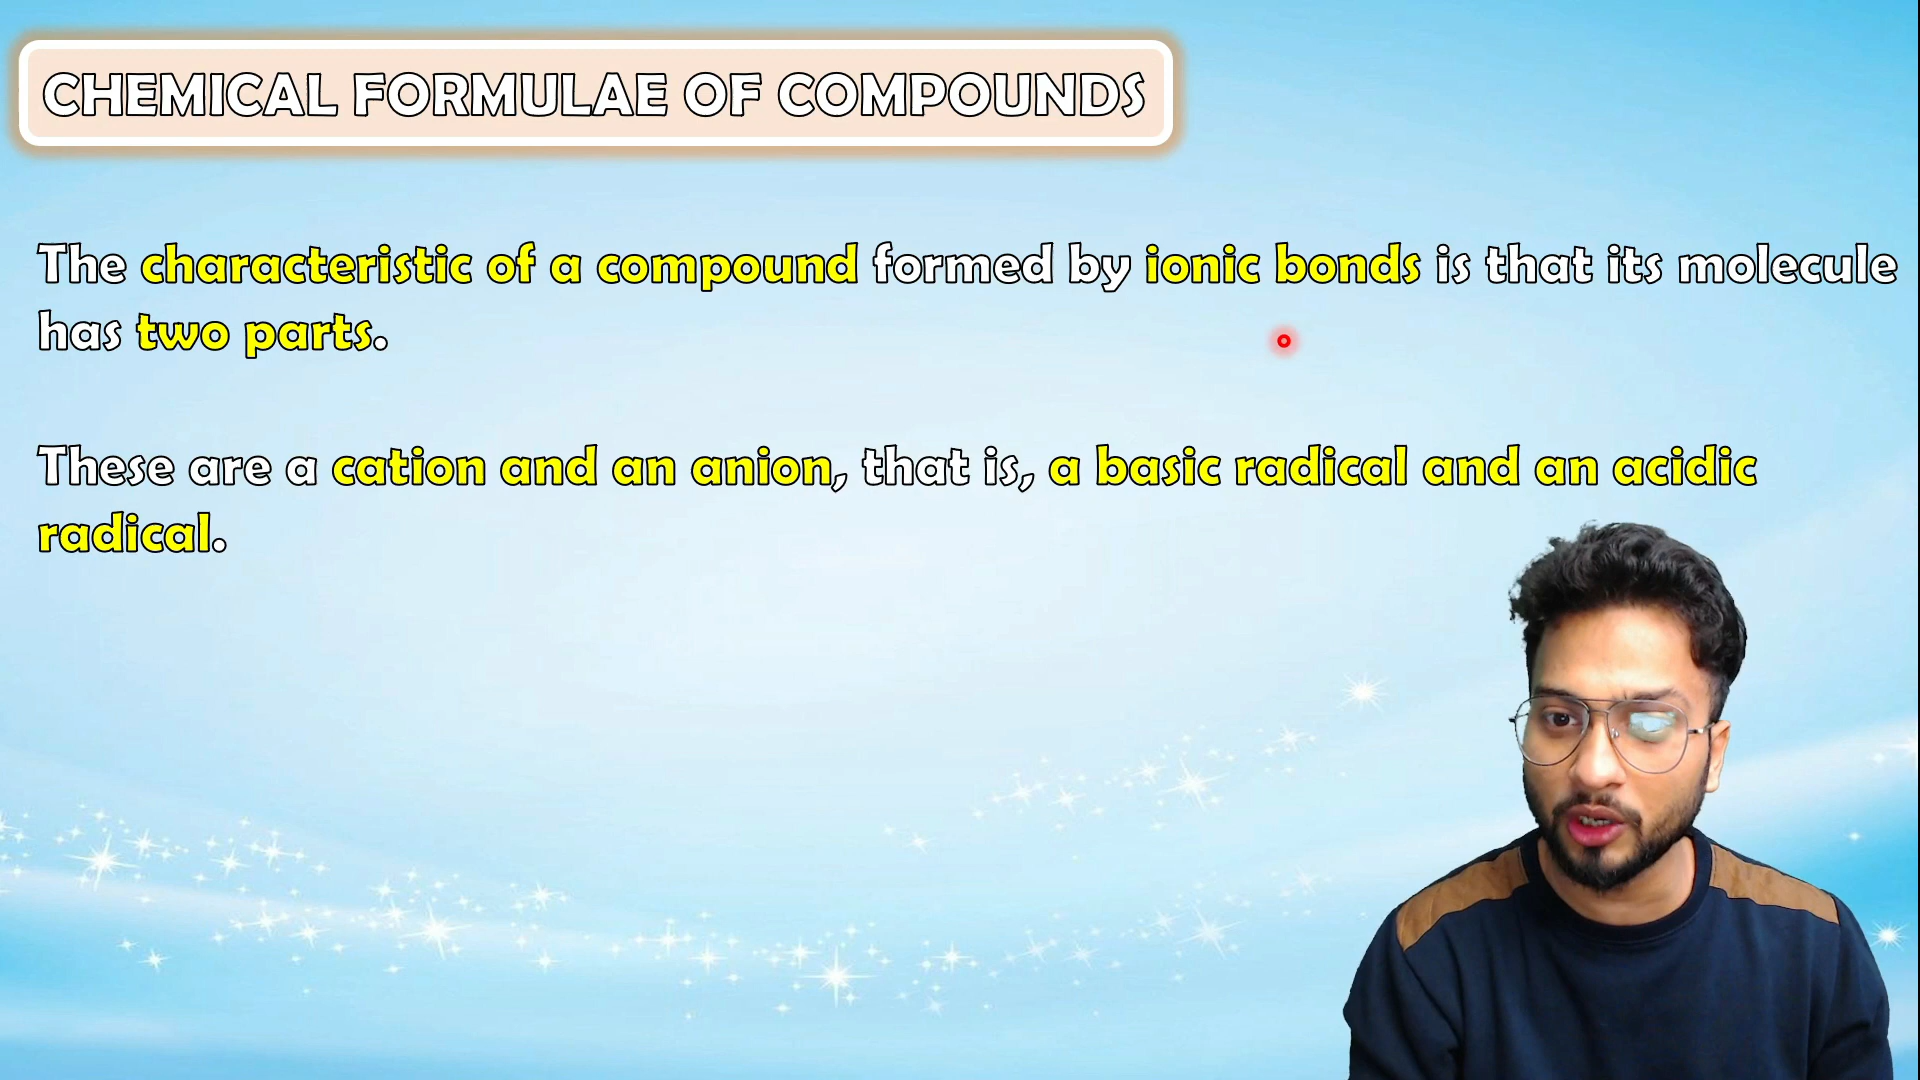 CHEMICAL FORMULAE OF COMPOUNDS
The characteristic of a compound formed by ionic bonds is that its molecule
has two parts.
These are a cation and an anion, that is, a basic radical and an acidic
radical.